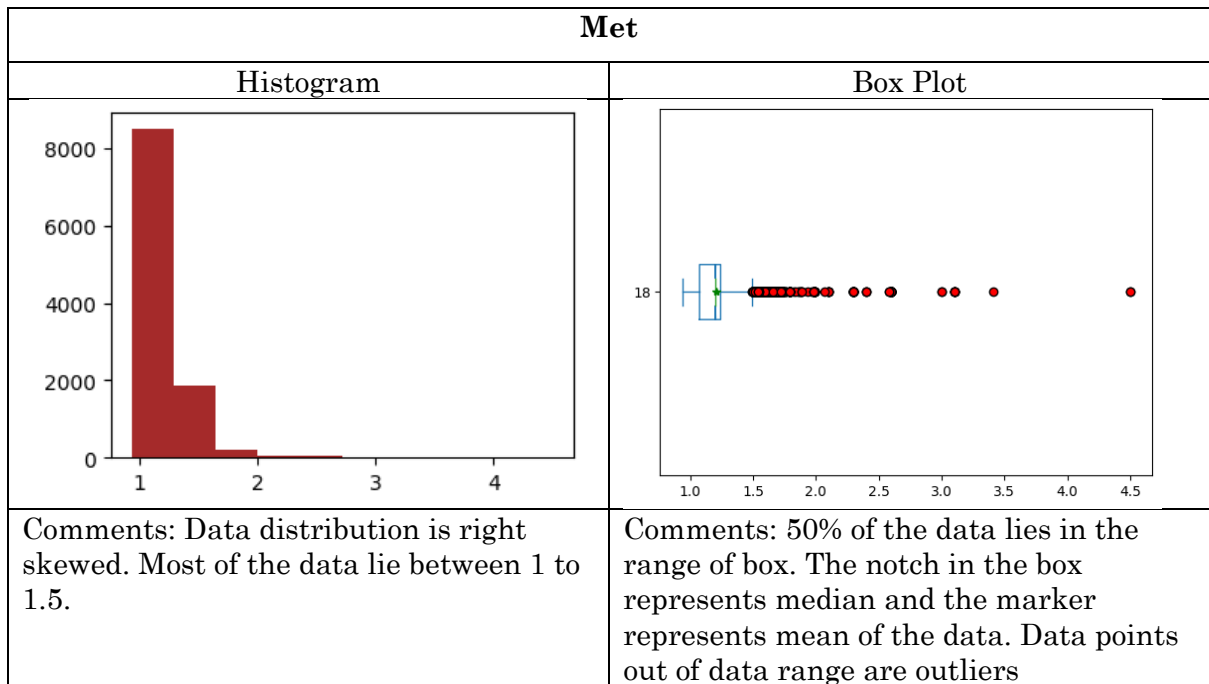 Met
Histogram
Box Plot
8000
6000
4000
2000
0
1 2 3 4
18
1.0 1.5 2.0 2.5 3.0 3.5 4.0 4.5
Comments: Data distribution is right
skewed. Most of the data lie between 1 to
1.5.
Comments: 50% of the data lies in the
range of box. The notch in the box
represents median and the marker
represents mean of the data. Data points
out of data range are outliers